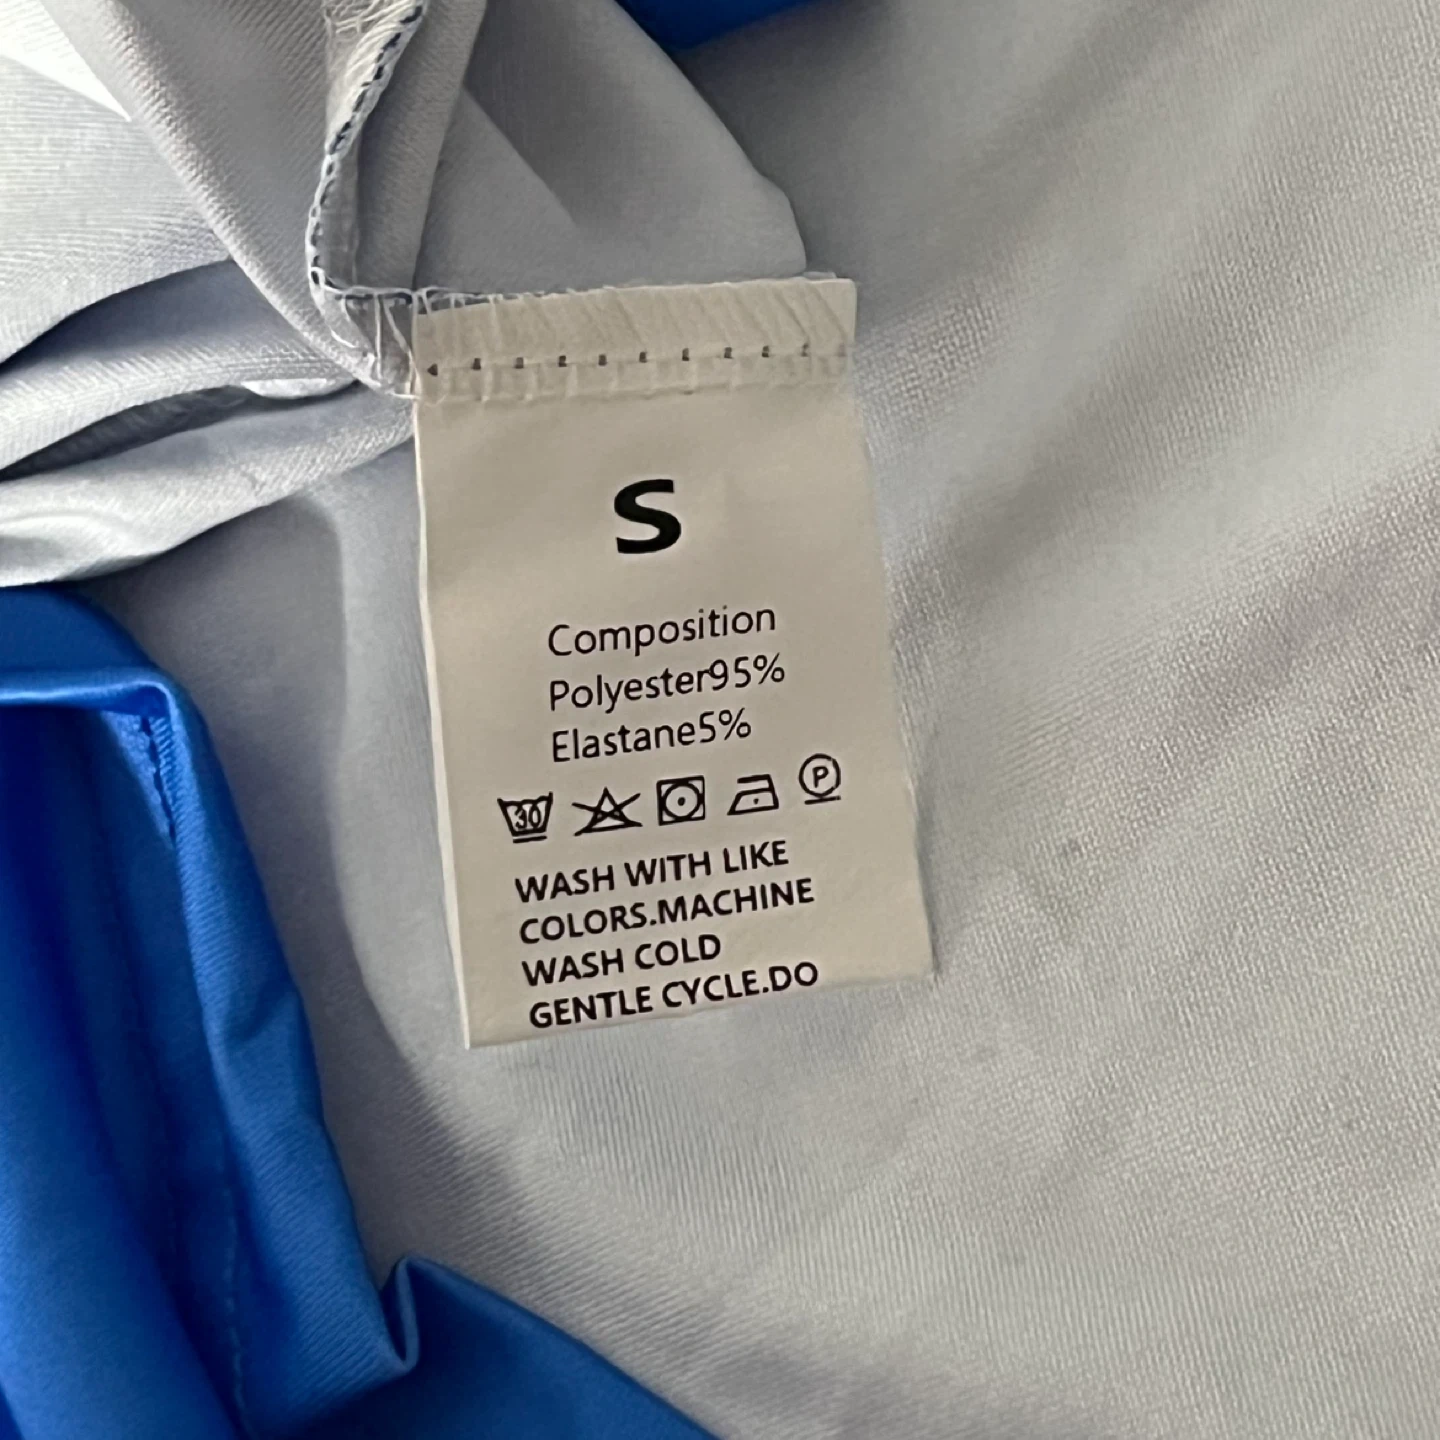 S
Composition
Polyester95%
Elastane5%
30 P
WASH WITH LIKE
COLORS.MACHINE
WASH COLD
GENTLE CYCLE.DO